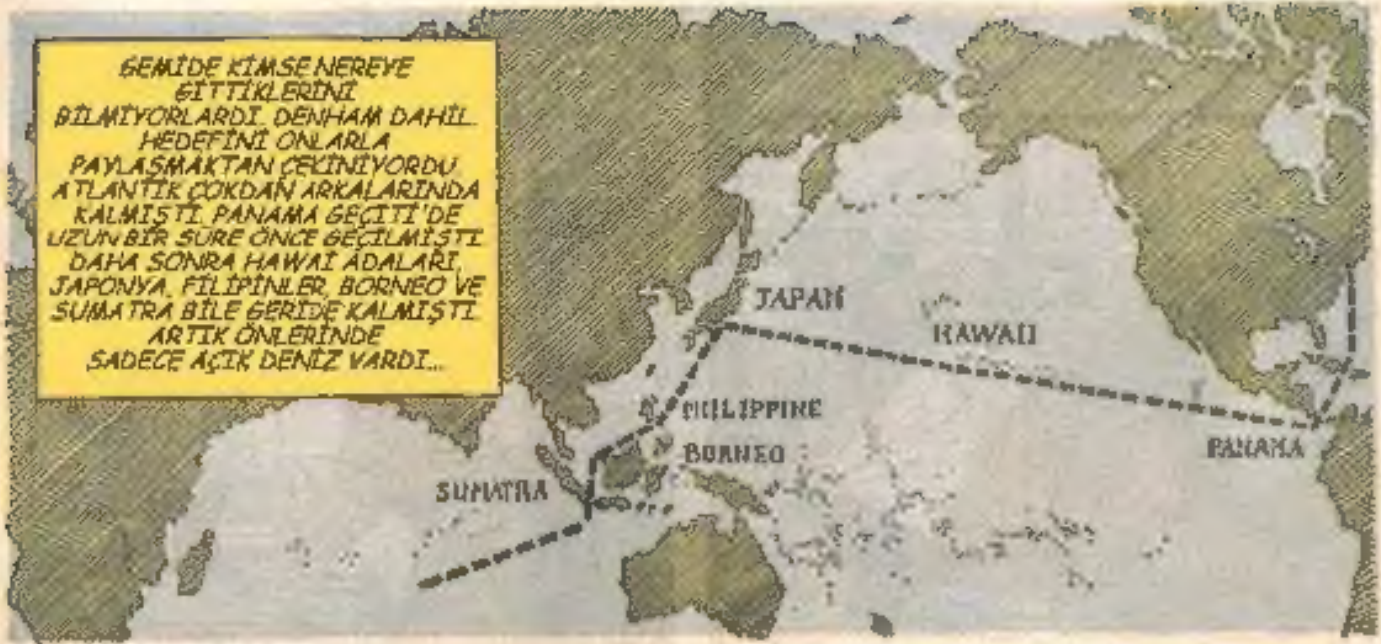 GEMİDE KİMSE NEREYE
GİTTİKLERİNİ
BİLMİYORLARDI. DENHAM DAHİL.
HEDEFİNİ ONLARLA
PAYLAŞMAKTAN ÇEKİNİYORDU.
ATLANTİK ÇOKDAN ARKALARINDA
KALMIŞTI. PANAMA GEÇİTİ'DE
UZUN BİR SÜRE ÖNCE GEÇİLMİŞTİ.
DAHA SONRA HAWAİ ADALARI,
JAPONYA, FİLİPİNLER, BORNEO VE
SUMATRA BİLE GERİDE KALMIŞTI.
ARTIK ÖNLERİNDE
SADECE AÇIK DENİZ VARDI...
JAPAN
HAWAII
PHILIPPINE
BORNEO
PANAMA
SUMATRA